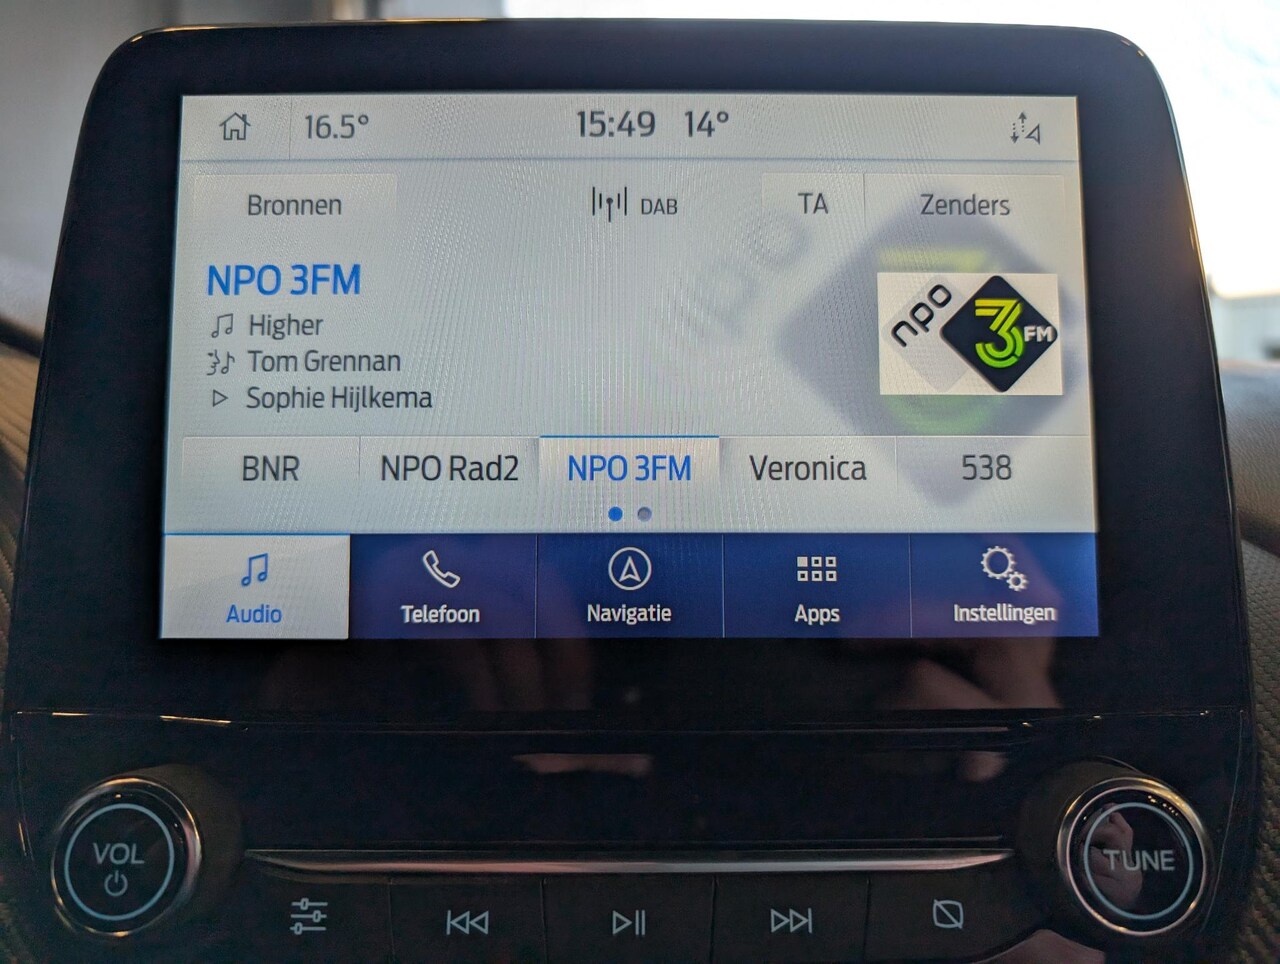 16.5° 15:49 14°
Bronnen DAB TA Zenders
NPO 3FM
Higher
Tom Grennan
Sophie Hijlkema
npo 3FM
BNR NPO Rad2 NPO 3FM Veronica 538
Audio Telefoon Navigatie Apps Instellingen
VOL TUNE